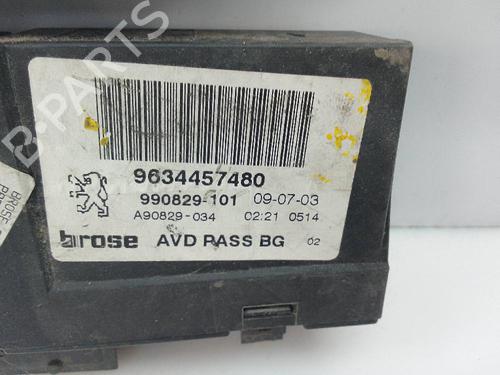 9634457480
990829-101 09-07-03
A90829-034 02:21 0514
brose AVD PASS BG 02
BROSE
B-PARTS